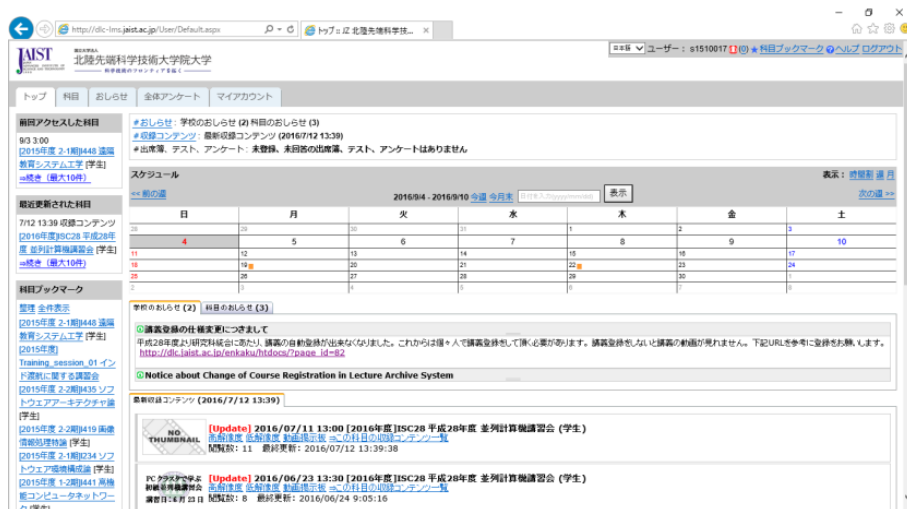 http://dlc-lms.jaist.ac.jp/User/Default.aspx
トップ :: JZ 北陸先端科学技...
JAIST
北陸先端科学技術大学院大学
日本語 ユーザー : s1510017 (0) ★科目ブックマーク ヘルプ ログアウト
トップ 科目 おしらせ 全体アンケート マイアカウント
前回アクセスした科目
9/3 3:00
[2015年度 2-1期]I448 遠隔
教育システム工学 [学生]
⇒続き（最大10件）
最近更新された科目
7/12 13:39 収録コンテンツ
[2016年度]ISC28 平成28年
度 並列計算機講習会 [学生]
⇒続き（最大10件）
科目ブックマーク
整理 全件表示
[2015年度 2-1期]I448 遠隔
教育システム工学 [学生]
[2015年度]
Training_session_01 イン
ド渡航に関する講習会
[2015年度 2-2期]I435 ソフ
トウェアアーキテクチャ論
[学生]
[2015年度 2-2期]I419 画像
情報処理特論 [学生]
[2015年度 2-1期]I234 ソフ
トウェア環境構成論 [学生]
[2015年度 1-2期]I441 高機
能コンピュータネットワー
ク [学生]
#おしらせ : 学校のおしらせ (2) 科目のおしらせ (3)
#収録コンテンツ : 最新収録コンテンツ (2016/7/12 13:39)
#出席簿、テスト、アンケート : 未登録、未回答の出席簿、テスト、アンケートはありません
スケジュール 表示 : 時間割 週 月
<< 前の週 2016/9/4 - 2016/9/10 今週 今月末 表示 次の週 >>
日 月 火 水 木 金 土
28 29 30 31 1 2 3
4 5 6 7 8 9 10
11 12 13 14 15 16 17
18 19 20 21 22 23 24
25 26 27 28 29 30 1
2 3 4 5 6 7 8
学校のおしらせ (2) 科目のおしらせ (3)
講義登録の仕様変更につきまして
平成28年度より研究科統合にあたり、講義の自動登録が出来なくなりました。これからは個々人で講義登録をして頂く必要があります。講義登録をしないと講義の動画が見れません。下記URLを参考に登録をお願いします。
http://dlc.jaist.ac.jp/enkaku/htdocs/?page_id=82
Notice about Change of Course Registration in Lecture Archive System
最新収録コンテンツ (2016/7/12 13:39)
NO
THUMBNAIL
[Update] 2016/07/11 13:00 [2016年度]ISC28 平成28年度 並列計算機講習会 (学生)
高解像度 低解像度 動画掲示板 ⇒この科目の収録コンテンツ一覧
閲覧数: 11 最終更新: 2016/07/12 13:39:38
PC クラスタで学ぶ
初級並列機講習会
講習日:6 月 23 日
[Update] 2016/06/23 13:30 [2016年度]ISC28 平成28年度 並列計算機講習会 (学生)
高解像度 低解像度 動画掲示板 ⇒この科目の収録コンテンツ一覧
閲覧数: 8 最終更新: 2016/06/24 9:05:16